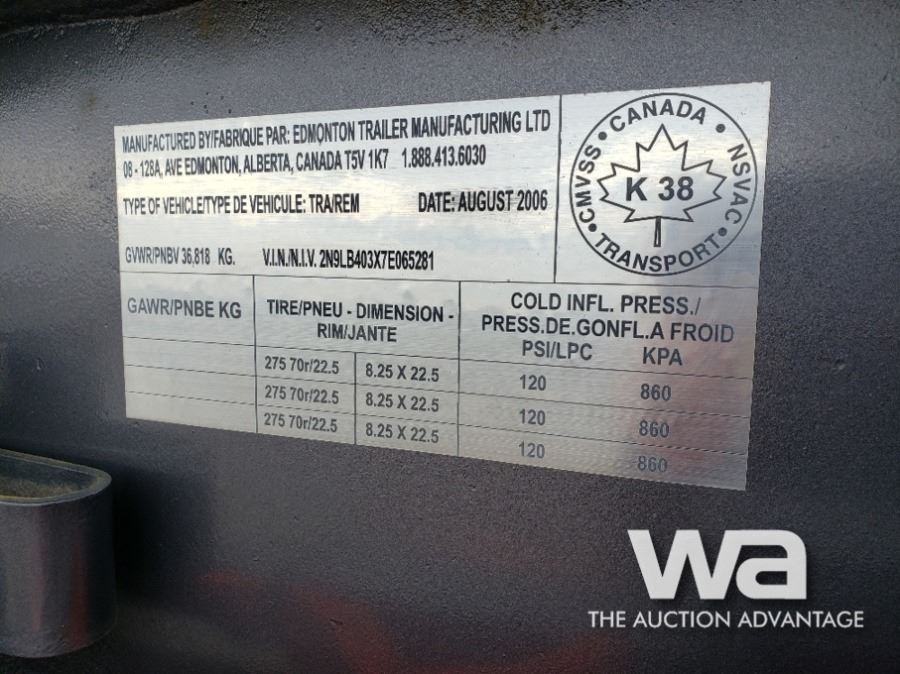 MANUFACTURED BY/FABRIQUE PAR: EDMONTON TRAILER MANUFACTURING LTD
08 - 128A, AVE EDMONTON, ALBERTA, CANADA T5V 1K7 1.888.413.6030
TYPE OF VEHICLE/TYPE DE VEHICULE: TRA/REM DATE: AUGUST 2006
GVWR/PNBV 36,818 KG. V.I.N./N.I.V. 2N9LB403X7E065281
CANADA • NSVAC • TRANSPORT • CMVSS •
K 38
GAWR/PNBE KG
TIRE/PNEU - DIMENSION -
RIM/JANTE
COLD INFL. PRESS./
PRESS.DE.GONFL.A FROID
PSI/LPC KPA
275 70r/22.5 8.25 X 22.5 120 860
275 70r/22.5 8.25 X 22.5 120 860
275 70r/22.5 8.25 X 22.5 120 860
wa
THE AUCTION ADVANTAGE